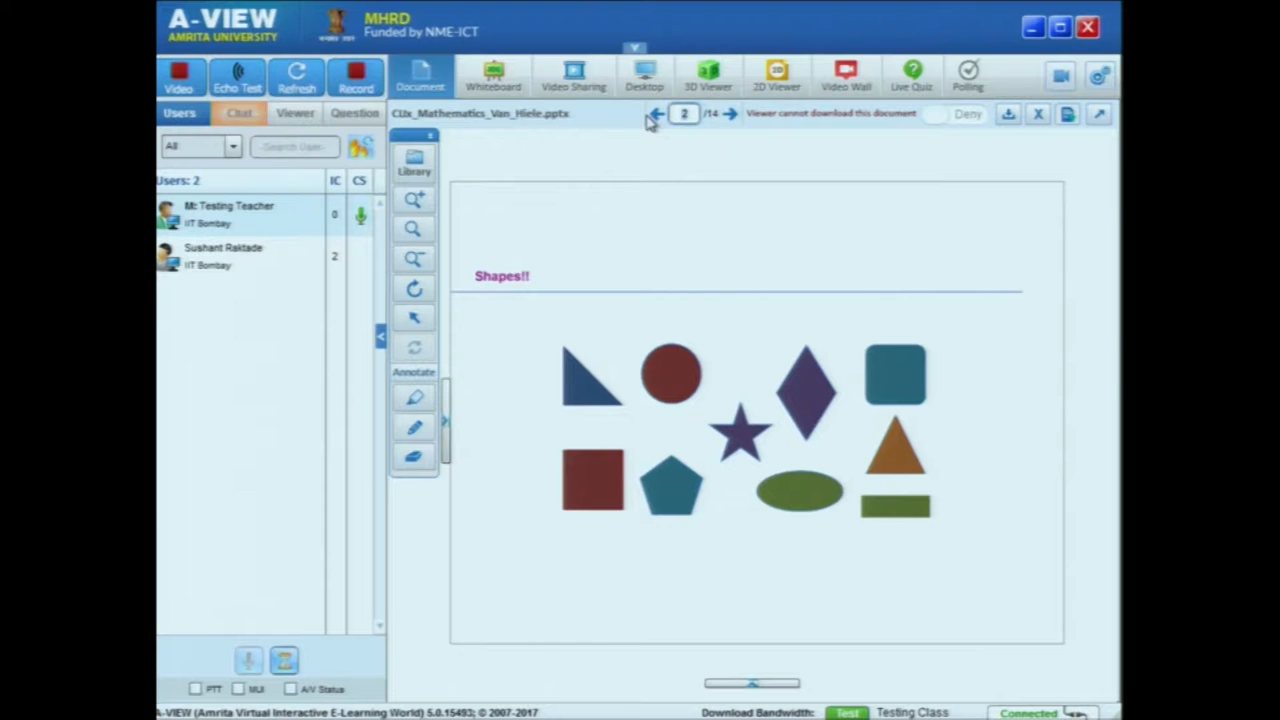 A-VIEW
AMRITA UNIVERSITY
MHRD
Funded by NME-ICT
Video
Echo Test
Refresh
Record
Document
Whiteboard
Video Sharing
Desktop
3D Viewer
2D Viewer
Video Wall
Live Quiz
Polling
Users
Chat
Viewer
Question
2
/14
Viewer cannot download this document
Deny
All
-Search User-
Library
Users: 2
IC
CS
M: Testing Teacher
0
IIT Bombay
Sushant Raktade
2
IIT Bombay
Shapes!!
Annotate
PTT
MUI
A/V Status
A-VIEW (Amrita Virtual Interactive E-Learning World) 5.0.15493; © 2007-2017
Download Bandwidth:
Test
Testing Class
Connected